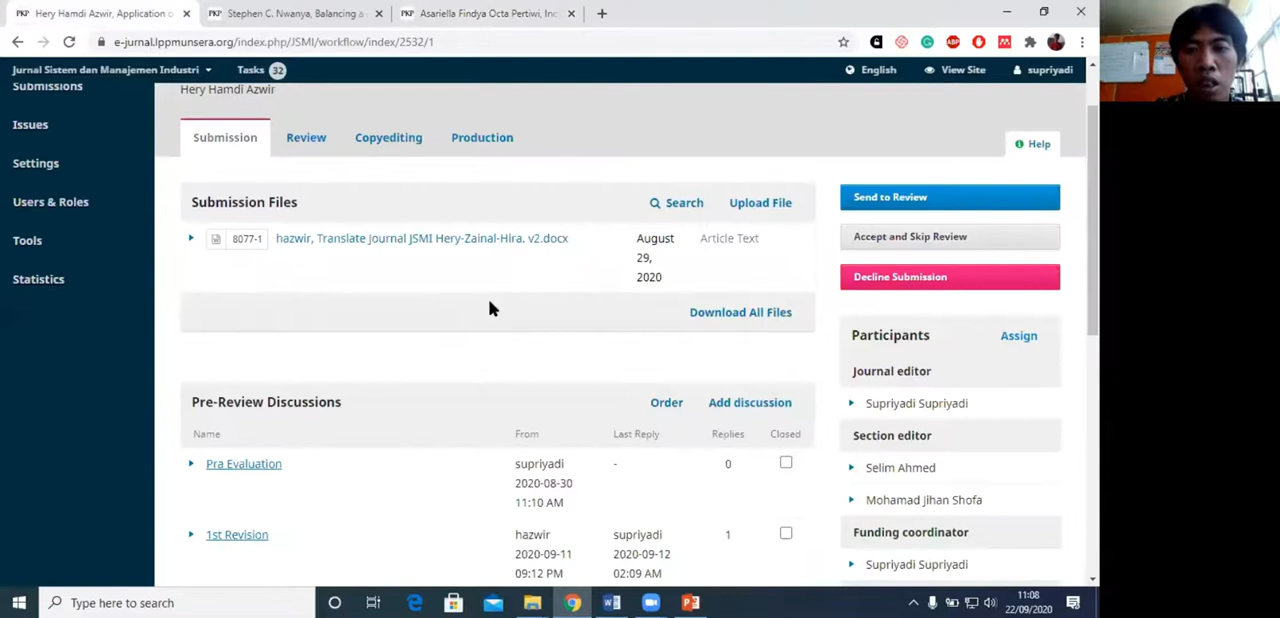 Hery Hamdi Azwir, Application o
Stephen C. Nwanya, Balancing a
Asariella Findya Octa Pertiwi, Inc
e-jurnal.lppmunsera.org/index.php/JSMI/workflow/index/2532/1
Jurnal Sistem dan Manajemen Industri
Tasks 32
English
View Site
supriyadi
Submissions
Issues
Settings
Users & Roles
Tools
Statistics
Hery Hamdi Azwir
Submission
Review
Copyediting
Production
Help
Submission Files
Search
Upload File
8077-1
hazwir, Translate Journal JSMI Hery-Zainal-Hira. v2.docx
August
29,
2020
Article Text
Download All Files
Pre-Review Discussions
Order
Add discussion
Name
From
Last Reply
Replies
Closed
Pra Evaluation
supriyadi
2020-08-30
11:10 AM
-
0
1st Revision
hazwir
2020-09-11
09:12 PM
supriyadi
2020-09-12
02:09 AM
1
Send to Review
Accept and Skip Review
Decline Submission
Participants
Assign
Journal editor
Supriyadi Supriyadi
Section editor
Selim Ahmed
Mohamad Jihan Shofa
Funding coordinator
Supriyadi Supriyadi
Type here to search
11:08
22/09/2020